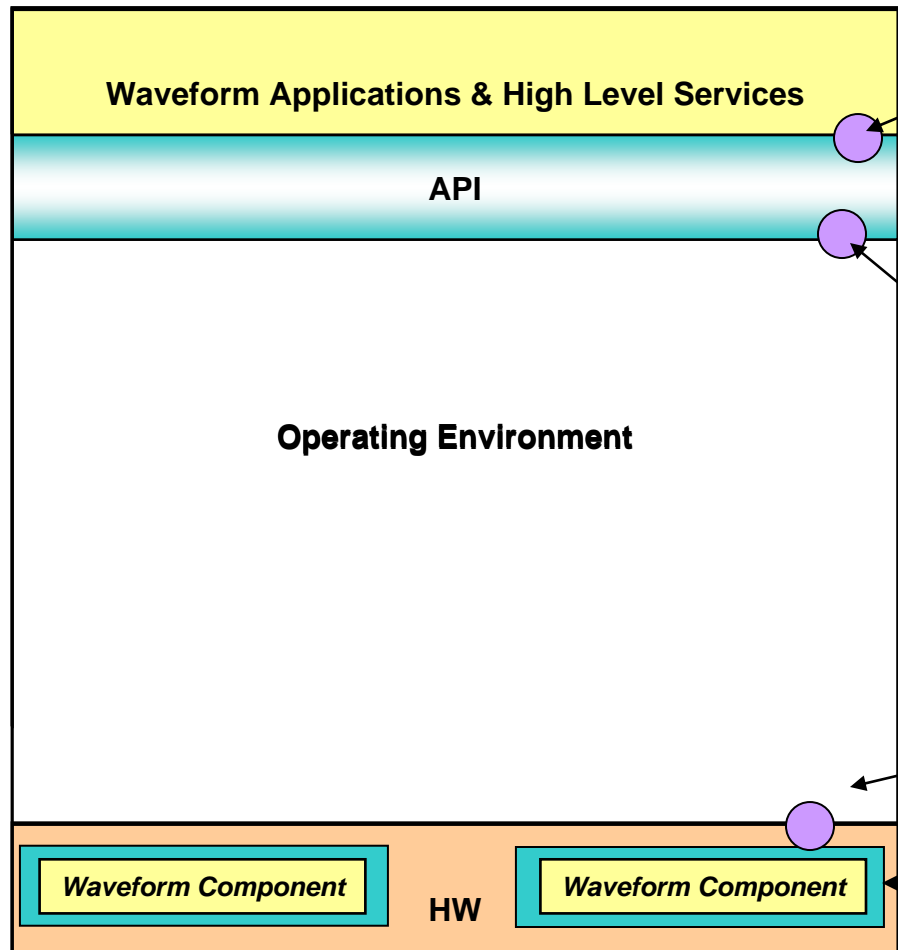 Waveform Applications & High Level Services
API
Operating Environment
Waveform Component
HW
Waveform Component